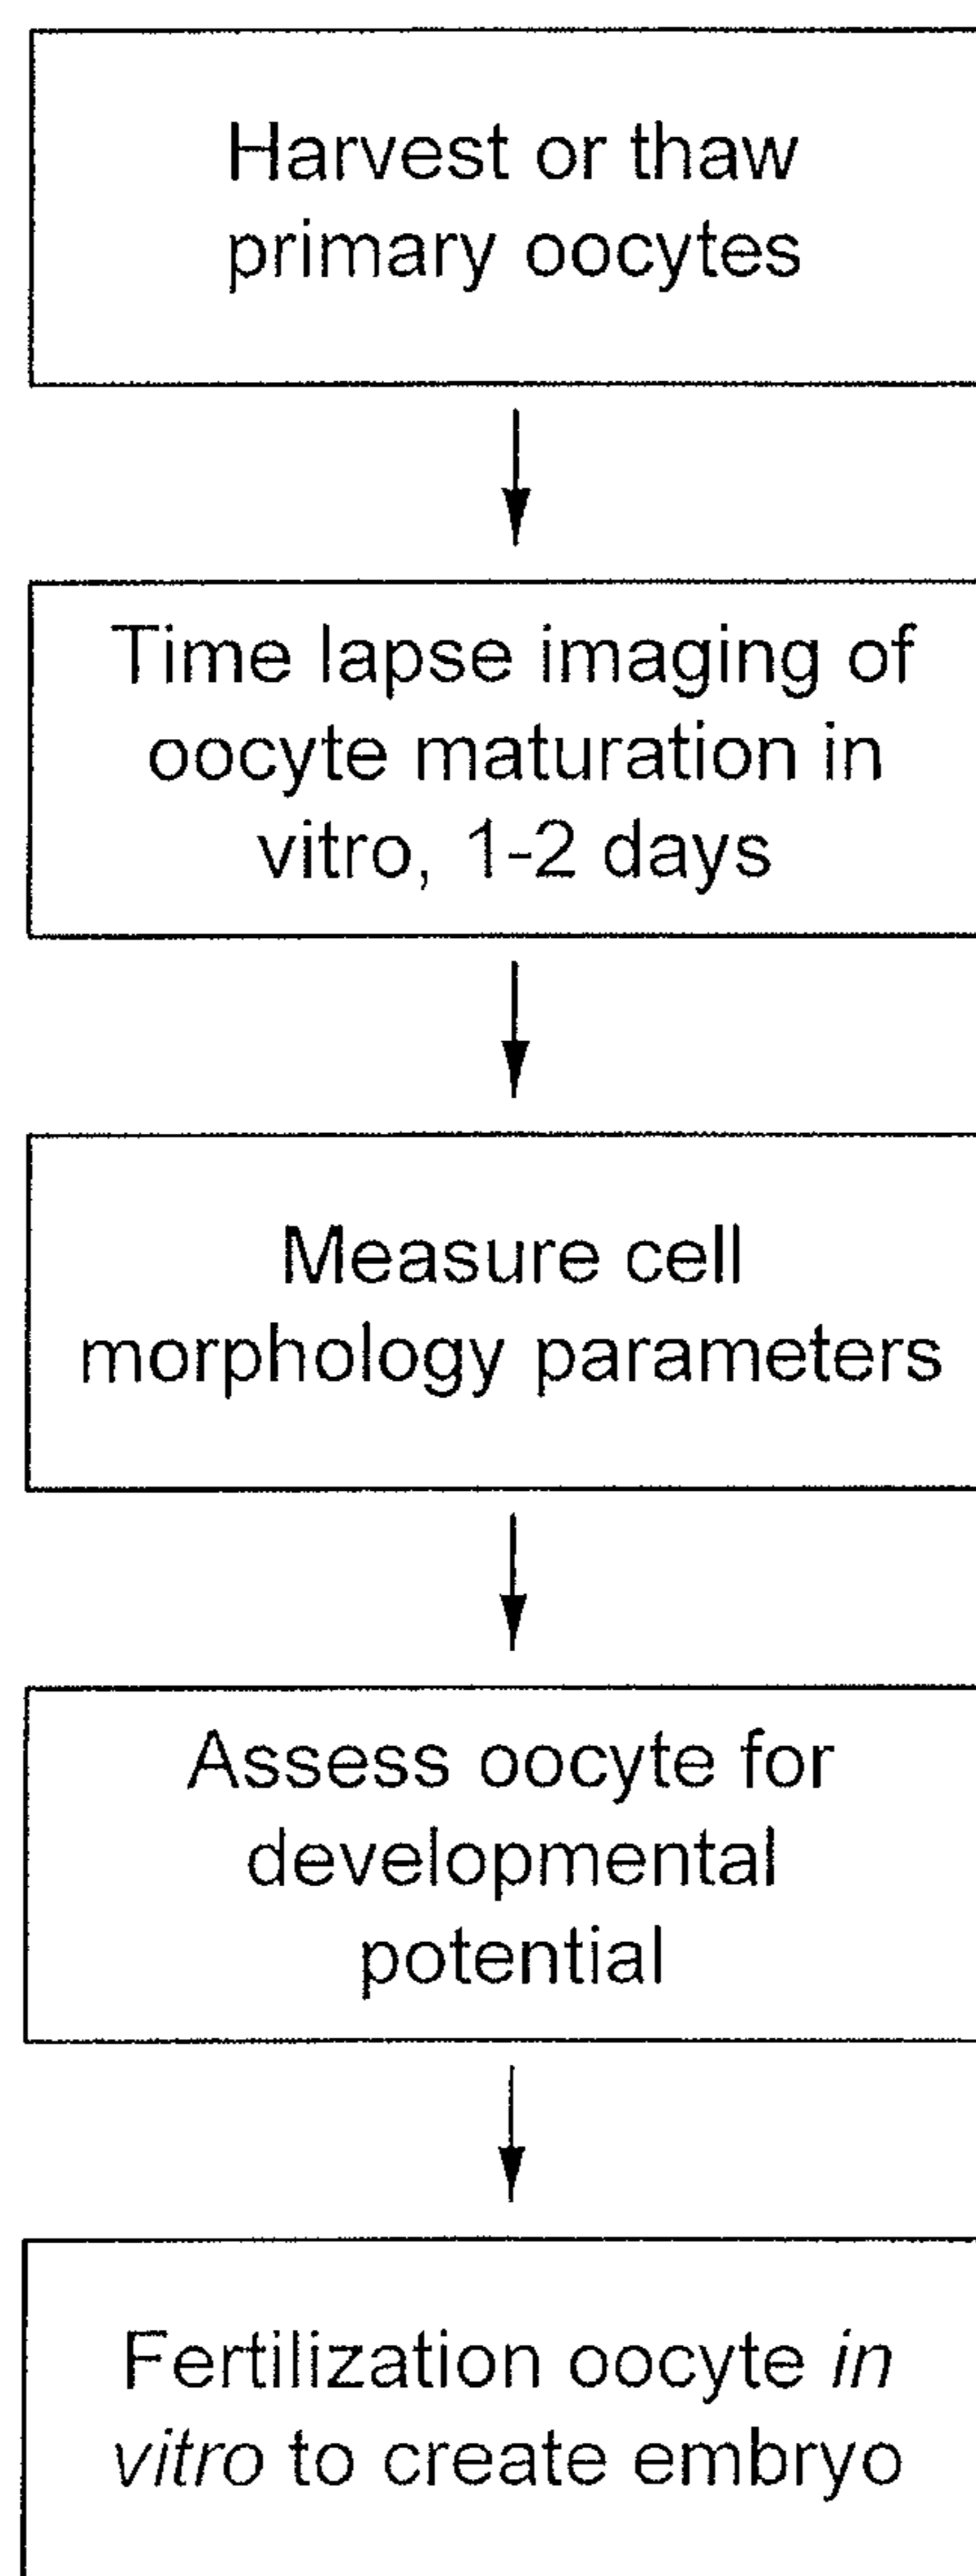 Harvest or thaw
primary oocytes
Time lapse imaging of
oocyte maturation in
vitro, 1-2 days
Measure cell
morphology parameters
Assess oocyte for
developmental
potential
Fertilization oocyte in
vitro to create embryo